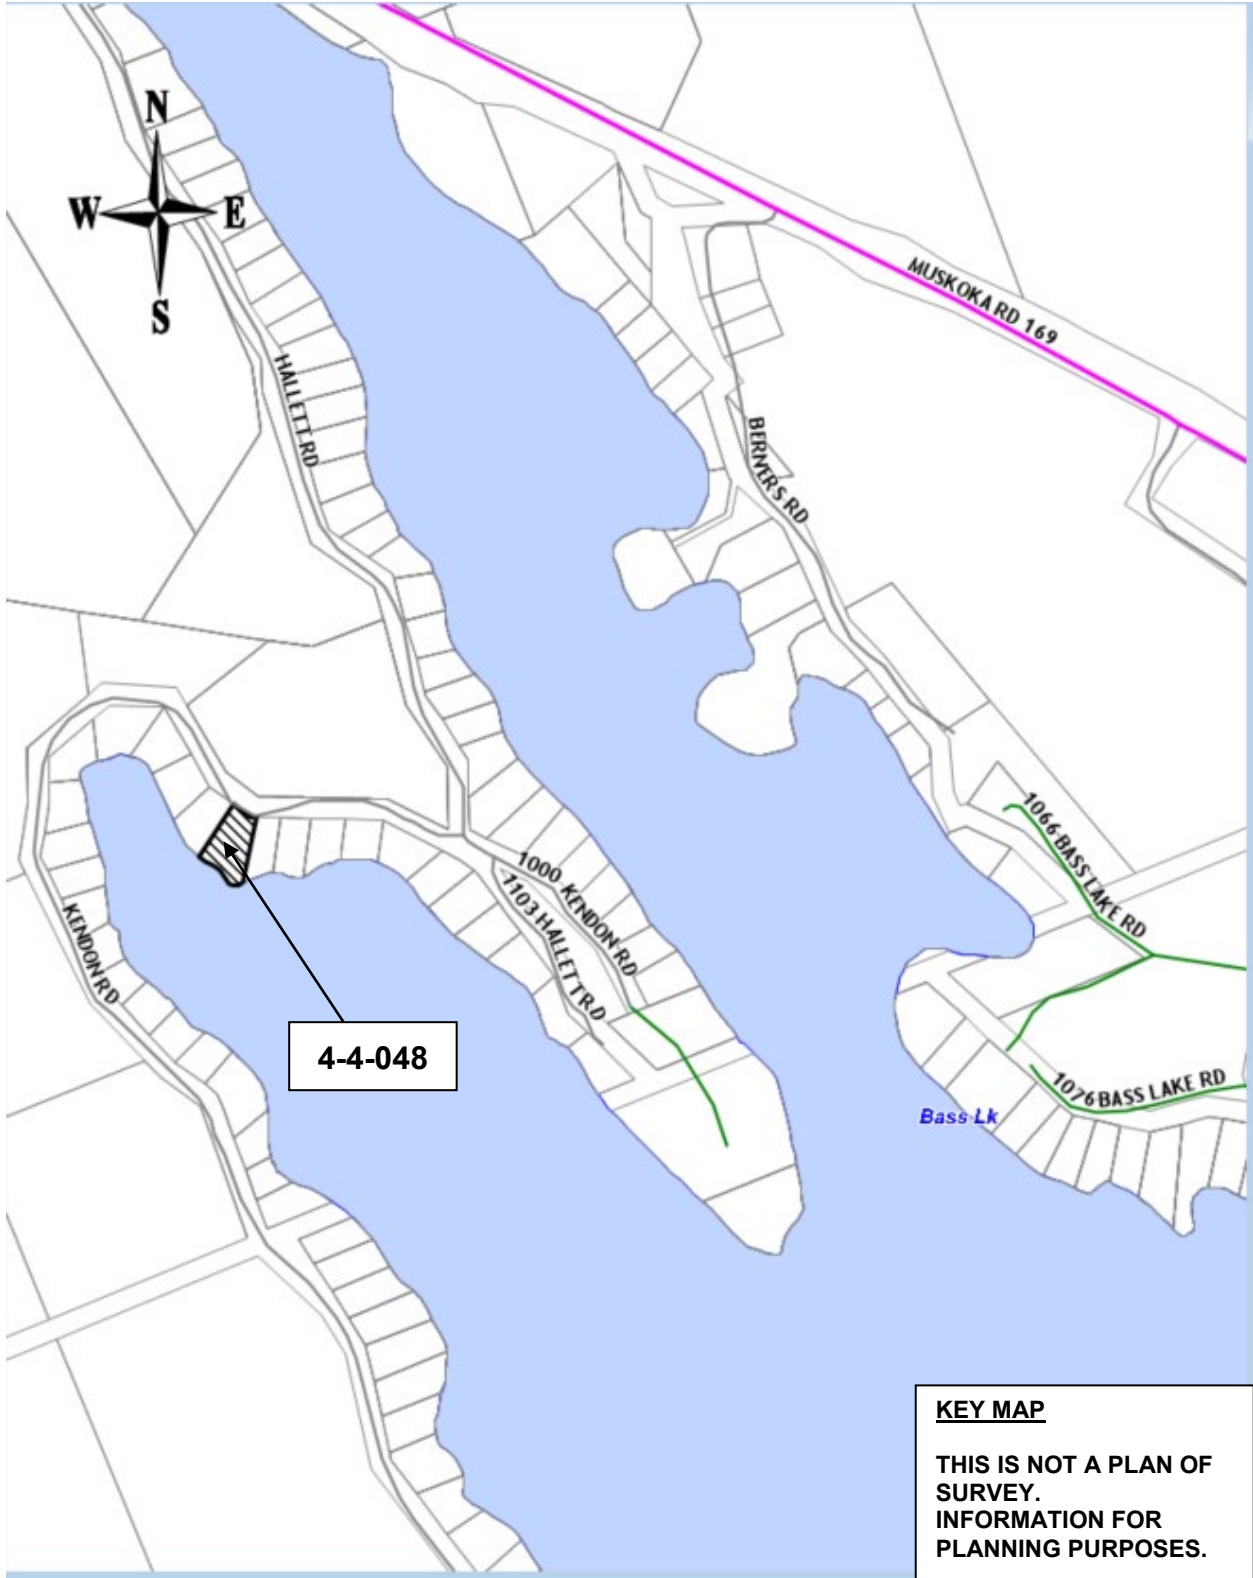 N
W E
S
MUSKOKA RD 169
HALLETT RD
BERNERS RD
1066 BASS LAKE RD
1000 KENDON RD
1103 HALLETT RD
KENDON RD
4-4-048
1076 BASS LAKE RD
Bass Lk
KEY MAP
THIS IS NOT A PLAN OF
SURVEY.
INFORMATION FOR
PLANNING PURPOSES.